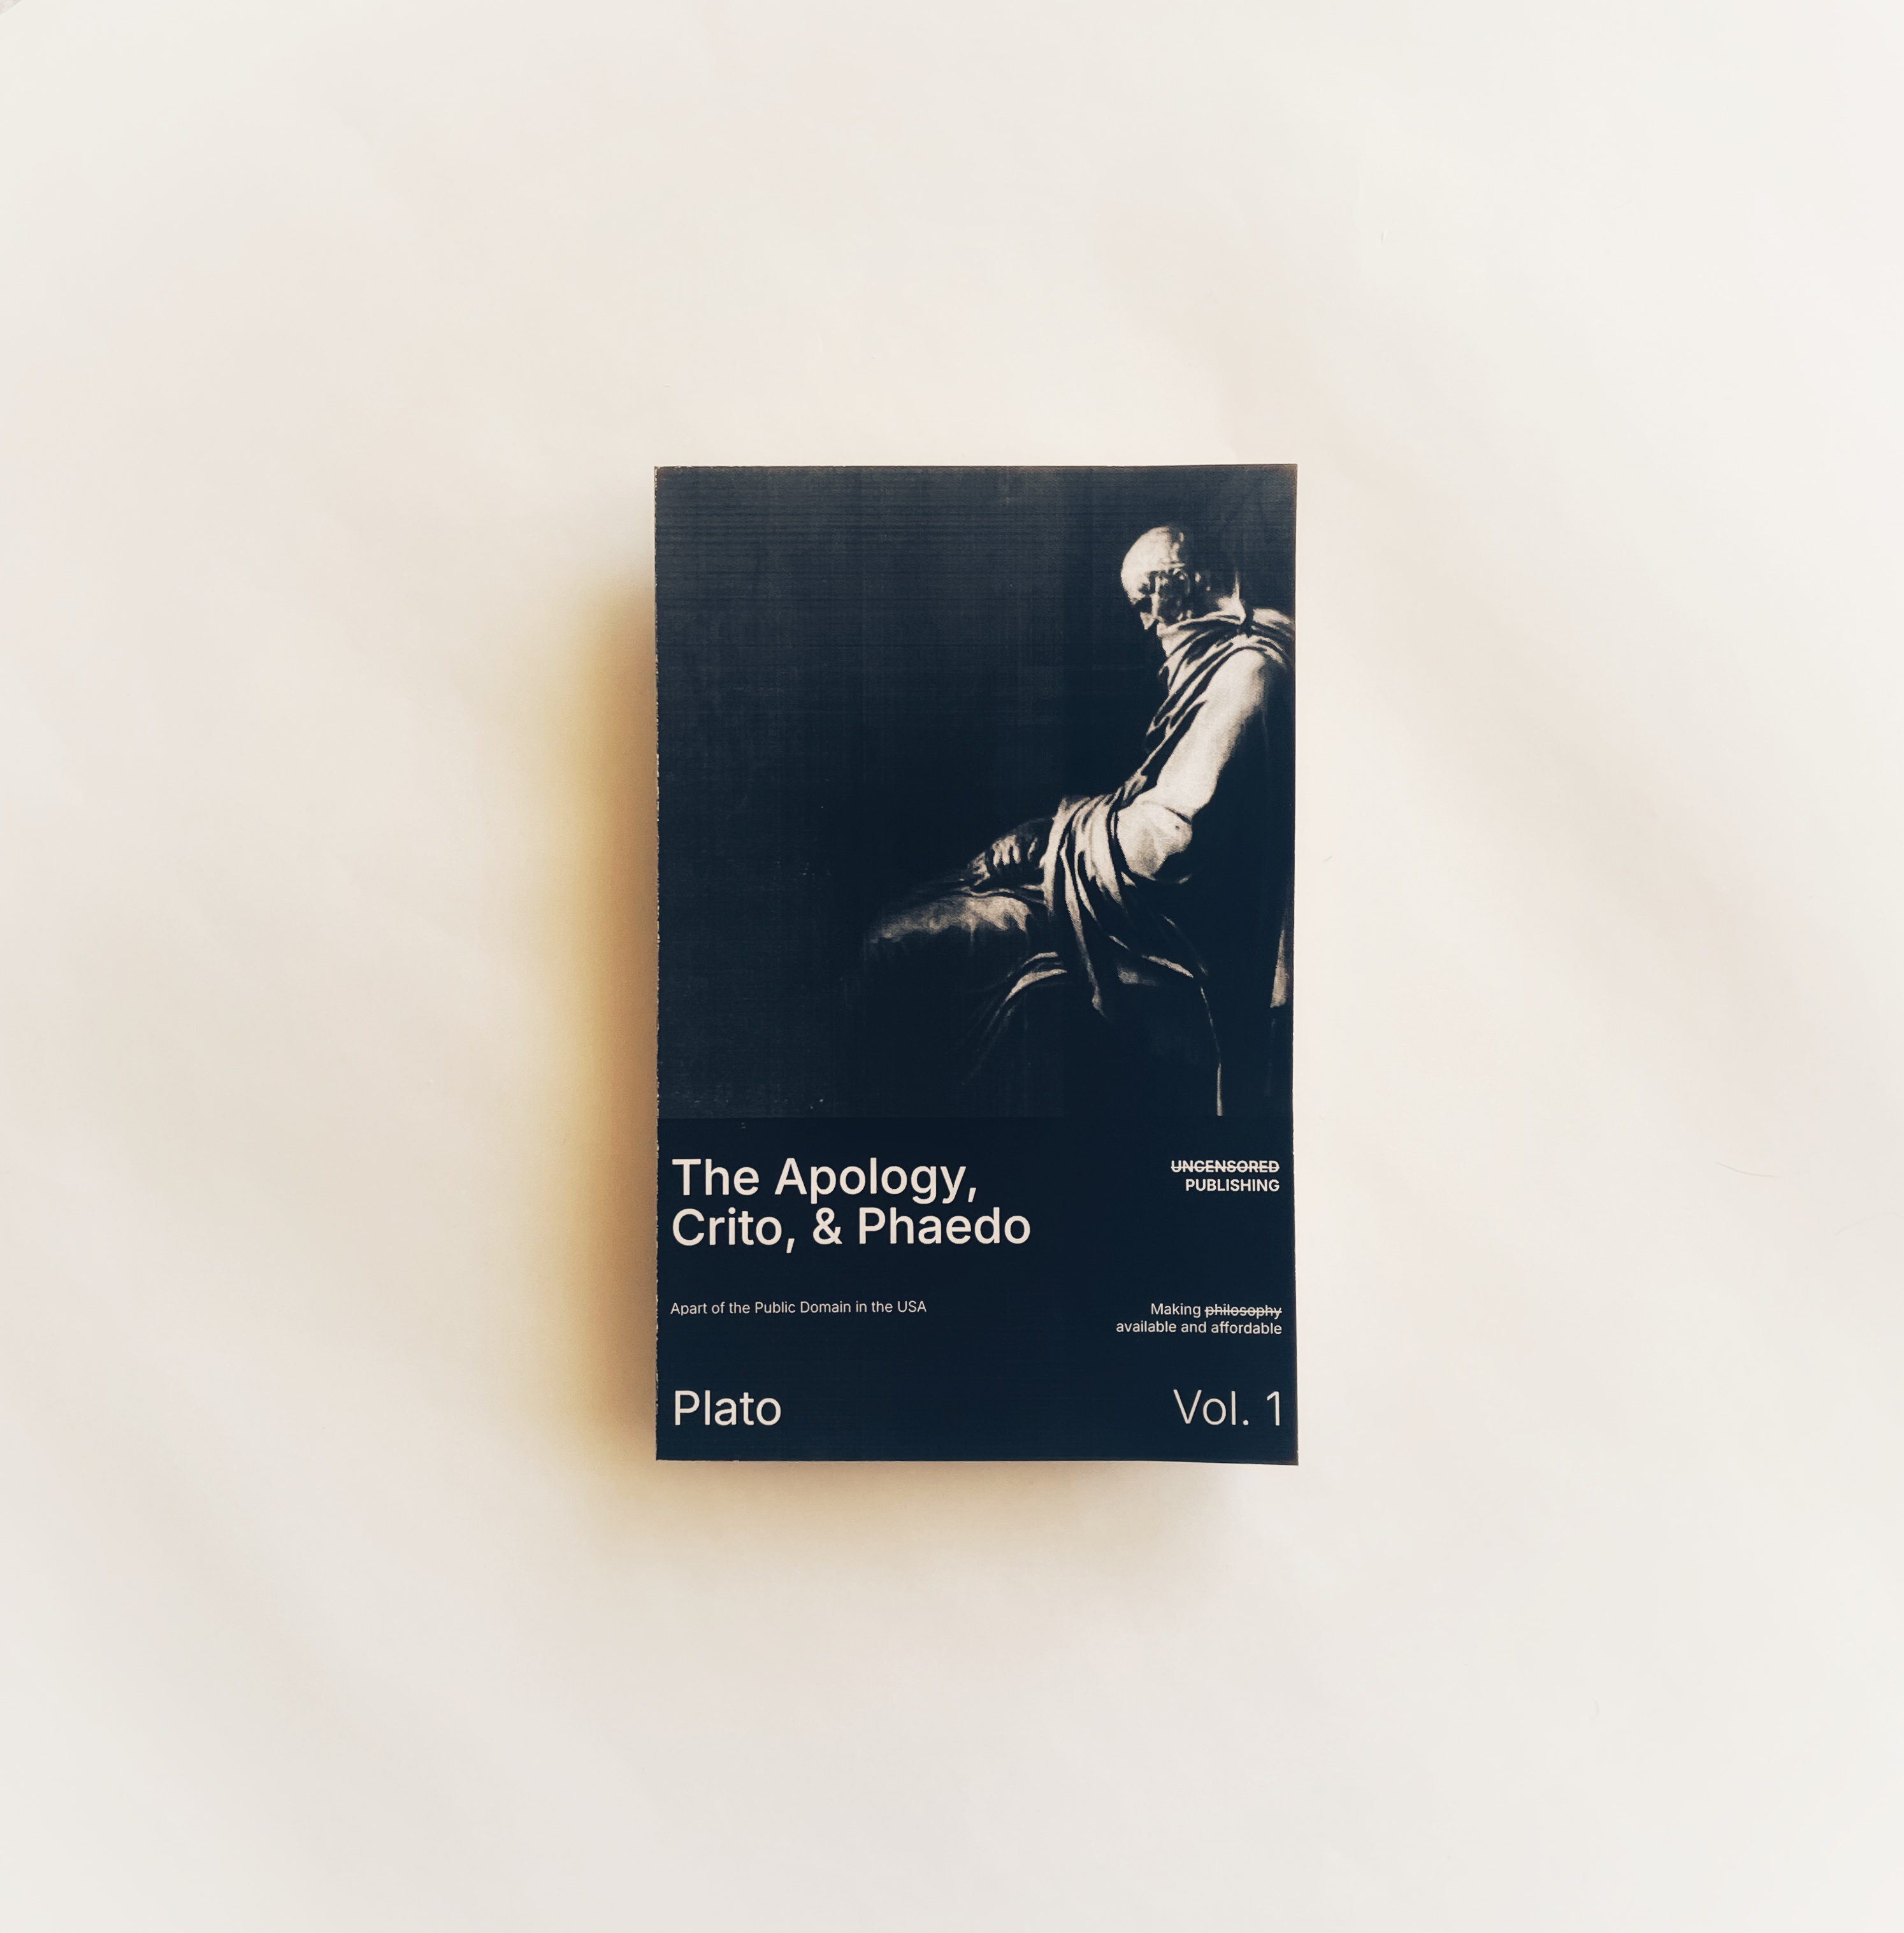 The Apology,
Crito, & Phaedo
UNCENSORED
PUBLISHING
Apart of the Public Domain in the USA
Making philosophy
available and affordable
Plato
Vol. 1